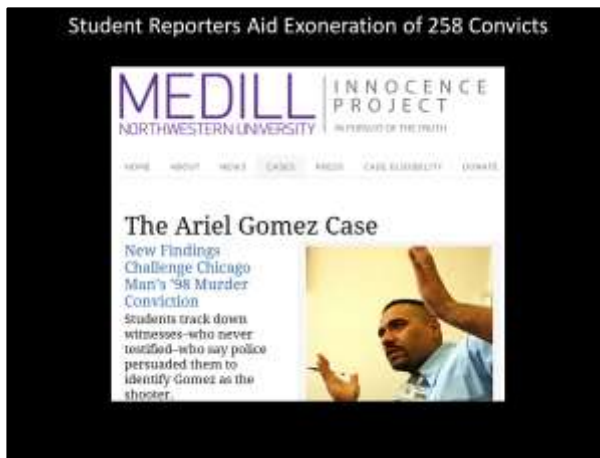 Student Reporters Aid Exoneration of 258 Convicts
MEDILL
NORTHWESTERN UNIVERSITY
INNOCENCE
PROJECT
IN PURSUIT OF THE TRUTH
HOME ABOUT NEWS CASES PRESS CASE ELIGIBILITY DONATE
The Ariel Gomez Case
New Findings
Challenge Chicago
Man's '98 Murder
Conviction
Students track down
witnesses–who never
testified–who say police
persuaded them to
identify Gomez as the
shooter.